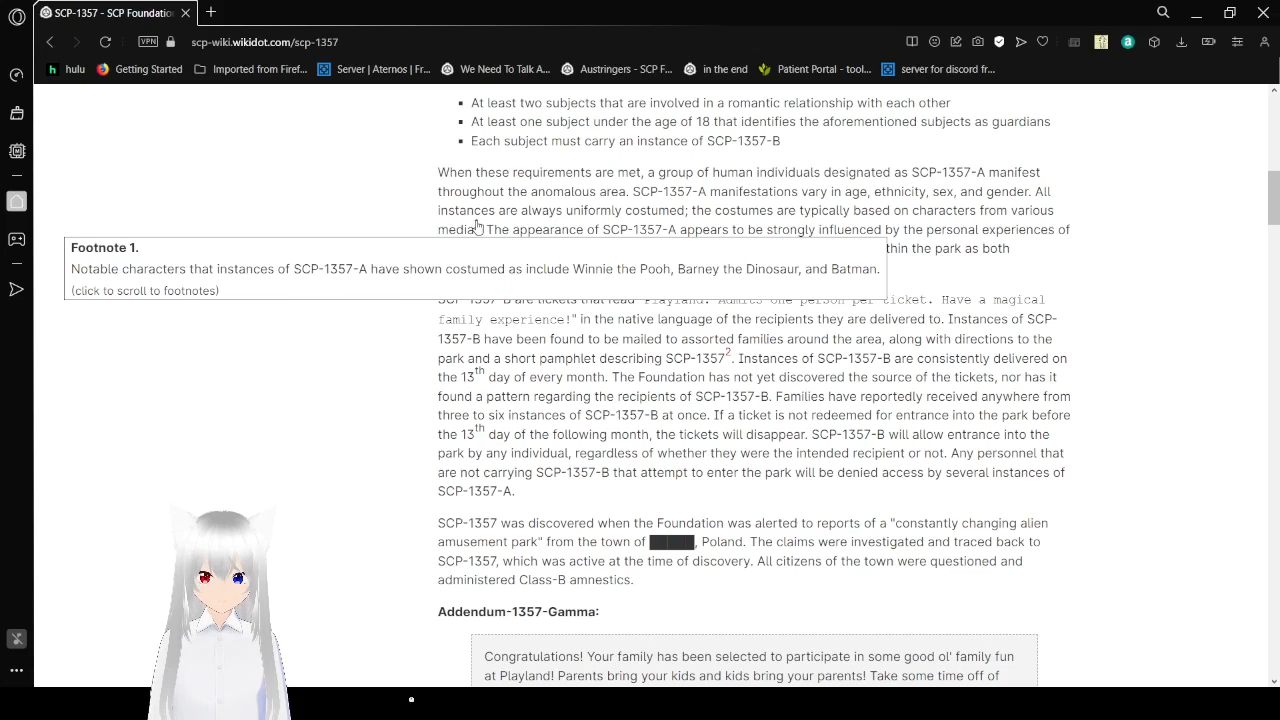 SCP-1357 - SCP Foundatio
scp-wiki.wikidot.com/scp-1357
VPN
hulu
Getting Started
Imported from Firef...
Server | Aternos | Fr...
We Need To Talk A...
Austringers - SCP F...
in the end
Patient Portal - tool...
server for discord fr...
At least two subjects that are involved in a romantic relationship with each other
At least one subject under the age of 18 that identifies the aforementioned subjects as guardians
Each subject must carry an instance of SCP-1357-B
When these requirements are met, a group of human individuals designated as SCP-1357-A manifest
throughout the anomalous area. SCP-1357-A manifestations vary in age, ethnicity, sex, and gender. All
instances are always uniformly costumed; the costumes are typically based on characters from various
media. The appearance of SCP-1357-A appears to be strongly influenced by the personal experiences of
thin the park as both
Footnote 1.
Notable characters that instances of SCP-1357-A have shown costumed as include Winnie the Pooh, Barney the Dinosaur, and Batman.
(click to scroll to footnotes)
SCP-1357-B are tickets that read "Playland. Admits one person per ticket. Have a magical
family experience!" in the native language of the recipients they are delivered to. Instances of SCP-
1357-B have been found to be mailed to assorted families around the area, along with directions to the
park and a short pamphlet describing SCP-1357². Instances of SCP-1357-B are consistently delivered on
the 13th day of every month. The Foundation has not yet discovered the source of the tickets, nor has it
found a pattern regarding the recipients of SCP-1357-B. Families have reportedly received anywhere from
three to six instances of SCP-1357-B at once. If a ticket is not redeemed for entrance into the park before
the 13th day of the following month, the tickets will disappear. SCP-1357-B will allow entrance into the
park by any individual, regardless of whether they were the intended recipient or not. Any personnel that
are not carrying SCP-1357-B that attempt to enter the park will be denied access by several instances of
SCP-1357-A.
SCP-1357 was discovered when the Foundation was alerted to reports of a "constantly changing alien
amusement park" from the town of ██████, Poland. The claims were investigated and traced back to
SCP-1357, which was active at the time of discovery. All citizens of the town were questioned and
administered Class-B amnestics.
Addendum-1357-Gamma:
Congratulations! Your family has been selected to participate in some good ol' family fun
at Playland! Parents bring your kids and kids bring your parents! Take some time off of